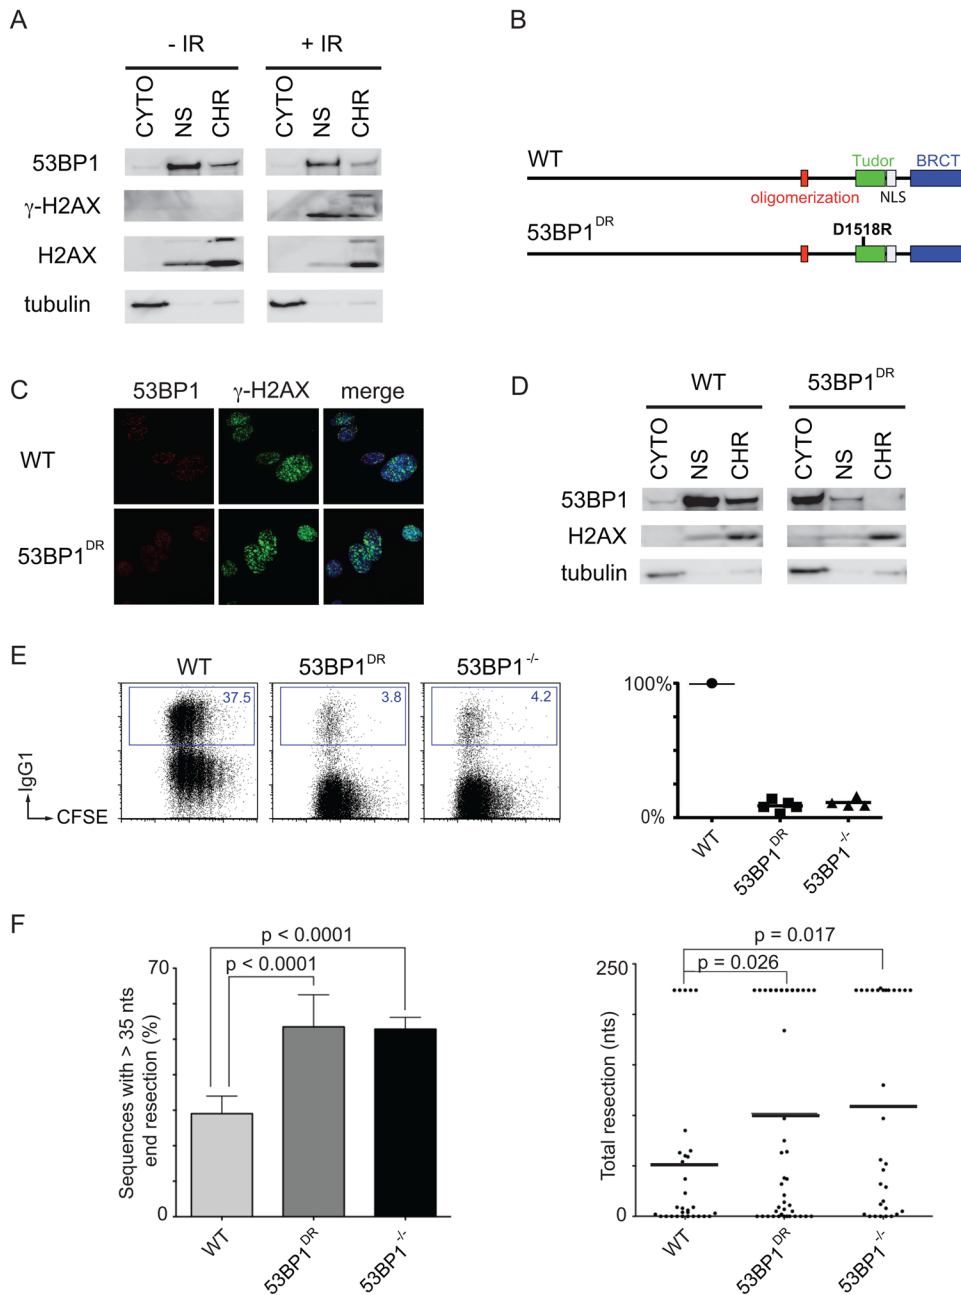 A
- IR
+ IR
CYTO NS CHR CYTO NS CHR
53BP1
γ-H2AX
H2AX
tubulin
B
WT
Tudor
BRCT
oligomerization
NLS
53BP1DR
D1518R
C
53BP1 γ-H2AX merge
WT
53BP1DR
D
WT 53BP1DR
CYTO NS CHR CYTO NS CHR
53BP1
H2AX
tubulin
E
WT 53BP1DR 53BP1-/-
37.5 3.8 4.2
IgG1
CFSE
100%
0%
WT 53BP1DR 53BP1-/-
F
p < 0.0001
p < 0.0001
70
0
Sequences with > 35 nts
end resection (%)
WT 53BP1DR 53BP1-/-
p = 0.017
p = 0.026
250
0
Total resection (nts)
WT 53BP1DR 53BP1-/-